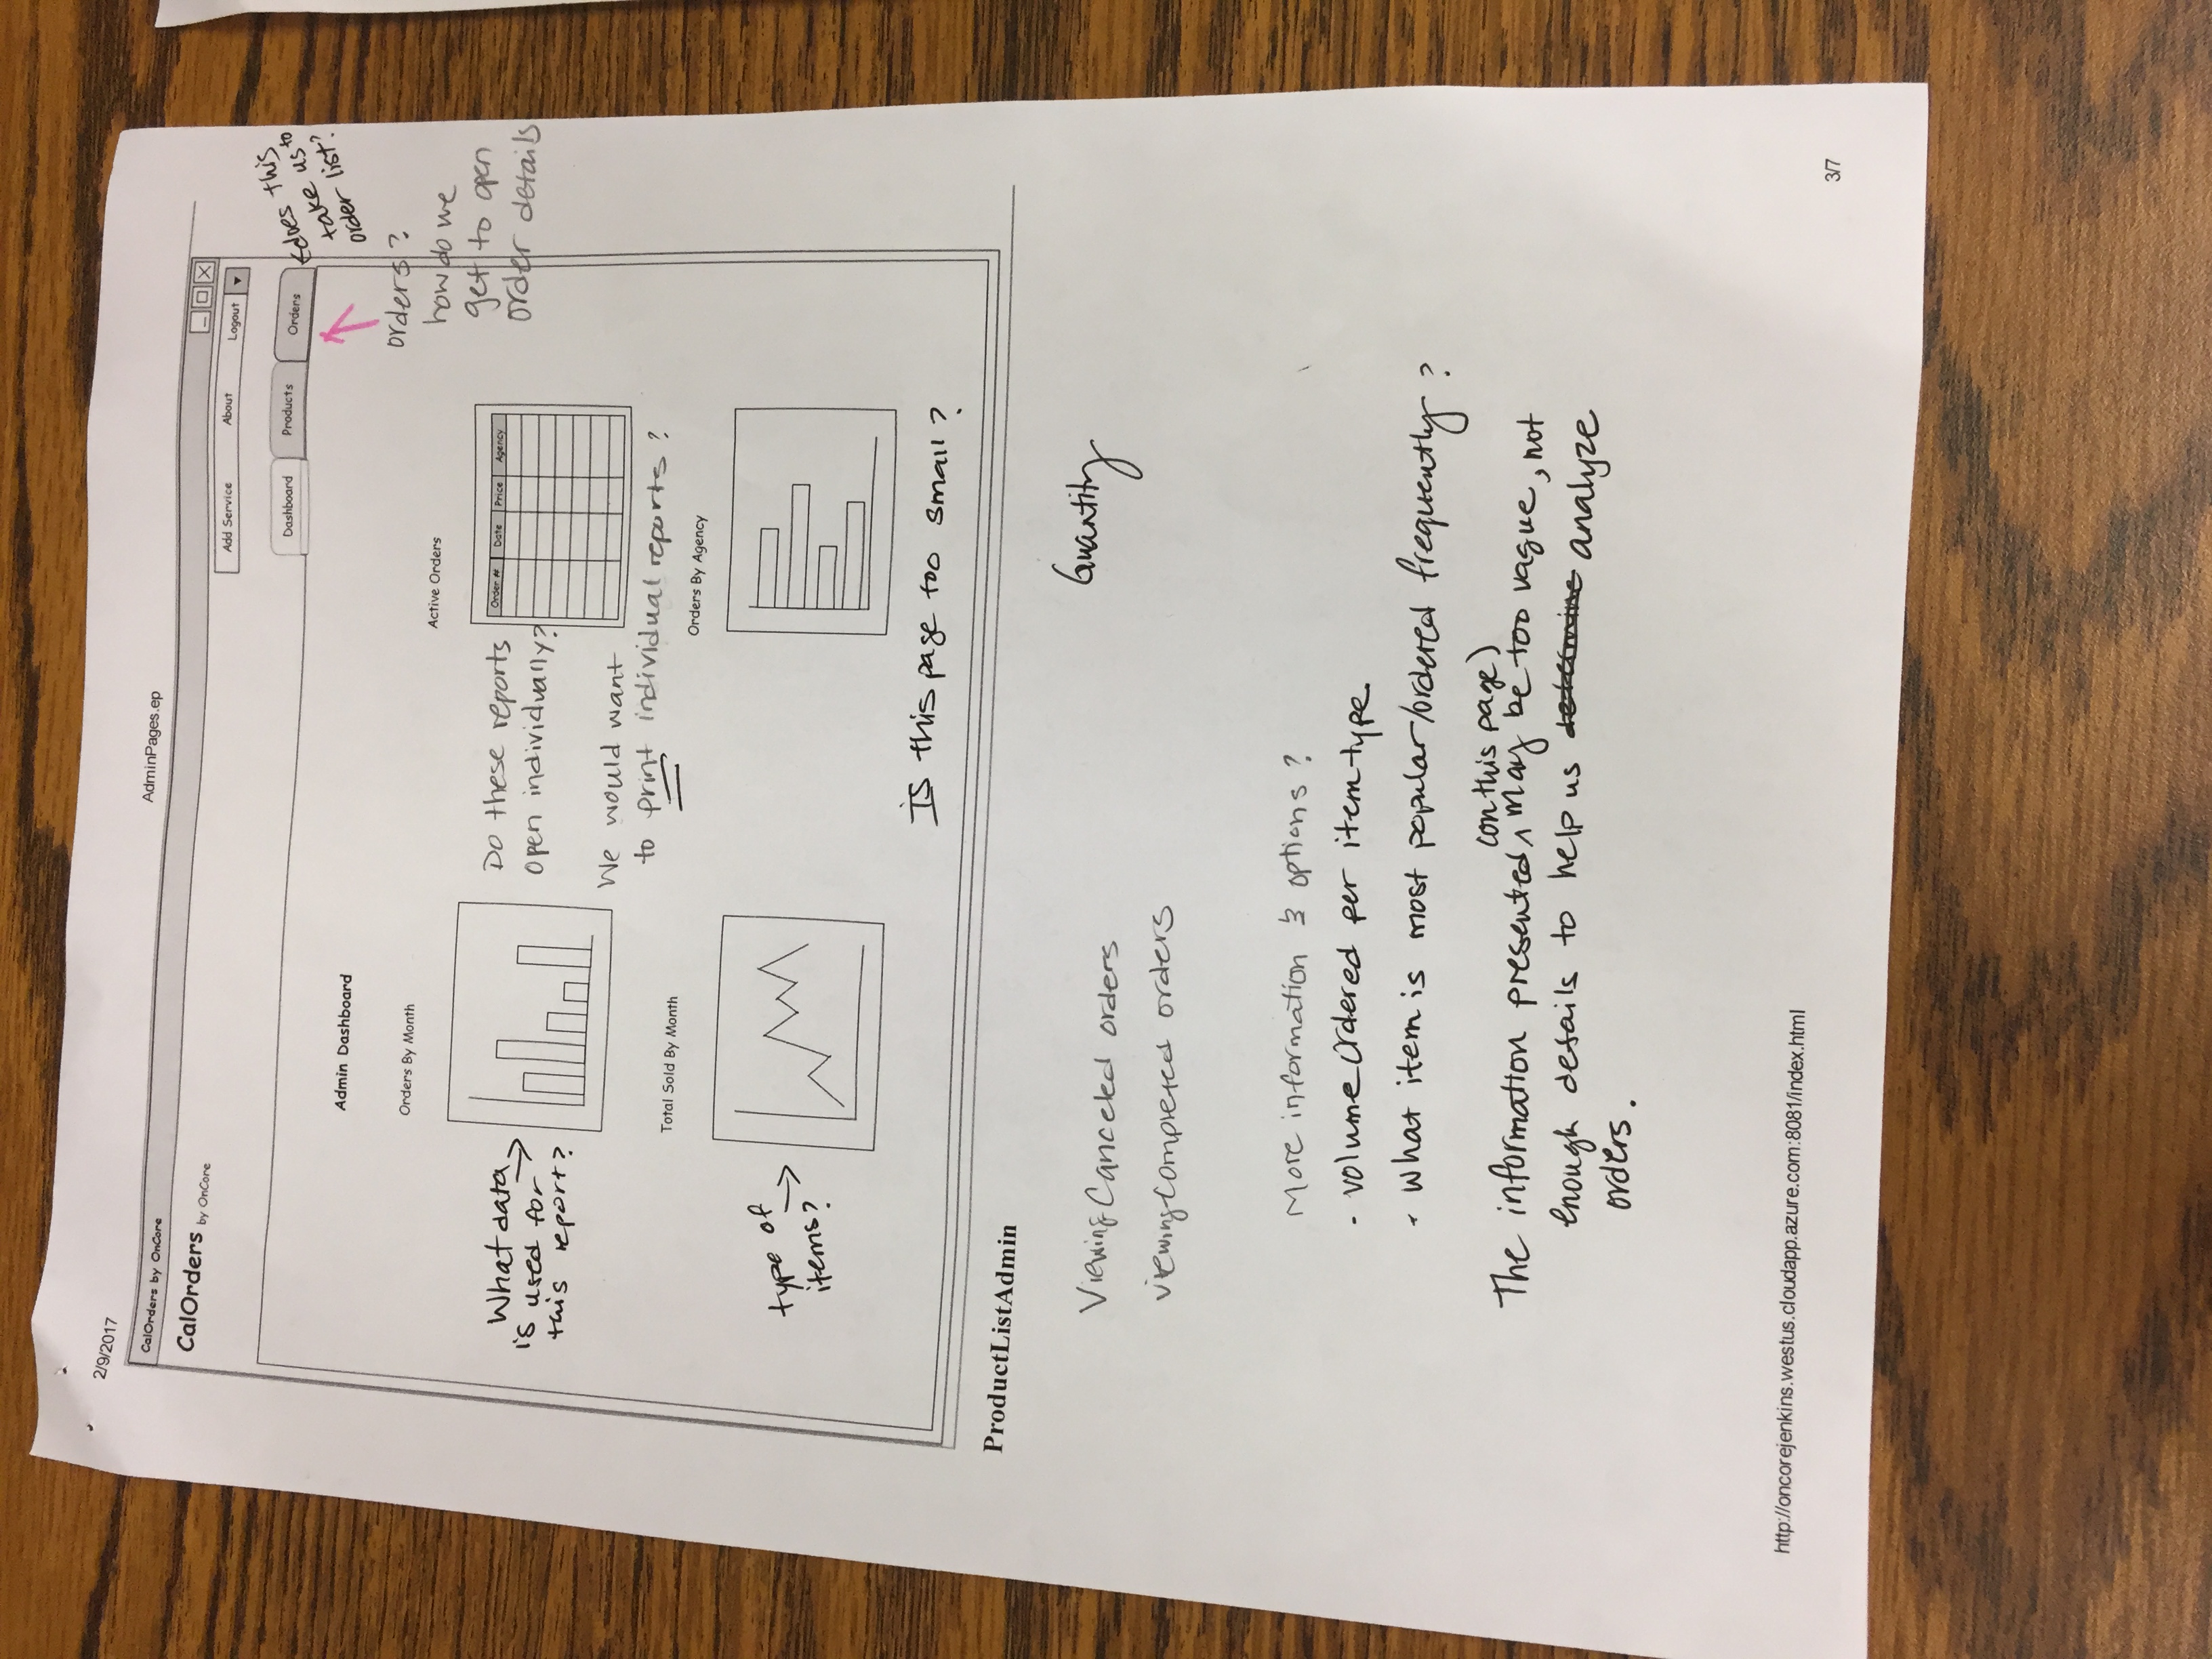 2/9/2017
AdminPages.ep
CalOrders by OnCore
CalOrders by OnCore
Add Service About Logout
Dashboard Products Orders
←does this
take us to
order list?
orders?
how do we
get to open
order details
Admin Dashboard
Orders By Month
Active Orders
Order # Date Price Agency
What data
is used for
this report?
Do these reports
open individually?
We would want
to print individual reports?
Total Sold By Month
Orders By Agency
type of
items?
Is this page too small?
ProductListAdmin
Viewing Canceled orders
Viewing completed orders
Quantity
More information & options?
· volume ordered per item type
· What item is most popular/ordered frequently?
(on this page)
The information presented ^ may be too vague, not
enough details to help us determine analyze
orders.
http://oncorejenkins.westus.cloudapp.azure.com:8081/index.html
3/7